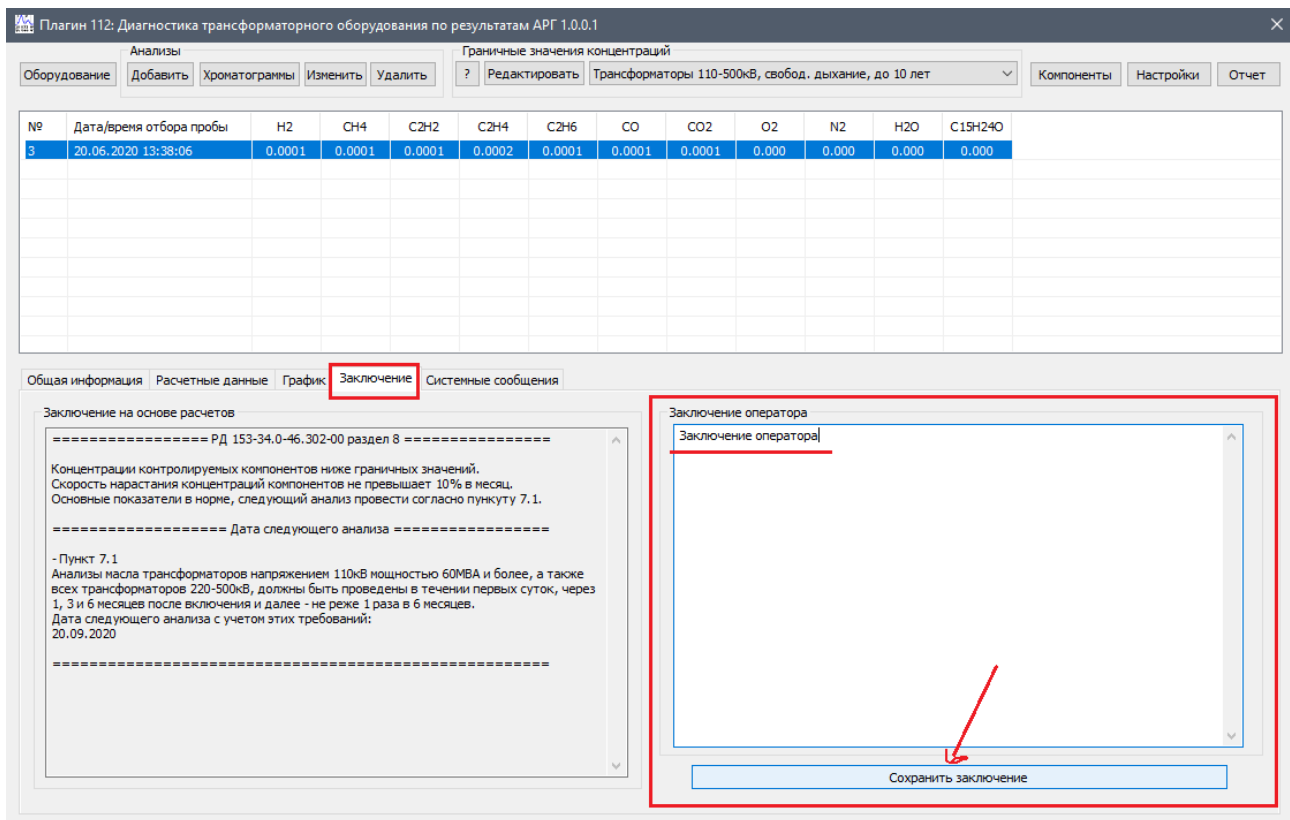 Плагин 112: Диагностика трансформаторного оборудования по результатам АРГ 1.0.0.1
Анализы
Граничные значения концентраций
Оборудование Добавить Хроматограммы Изменить Удалить ? Редактировать Трансформаторы 110-500кВ, свобод. дыхание, до 10 лет Компоненты Настройки Отчет
№ Дата/время отбора пробы H2 CH4 C2H2 C2H4 C2H6 CO CO2 O2 N2 H2O C15H24O
3 20.06.2020 13:38:06 0.0001 0.0001 0.0001 0.0002 0.0001 0.0001 0.0001 0.000 0.000 0.000 0.000
Общая информация Расчетные данные График Заключение Системные сообщения
Заключение на основе расчетов
================= РД 153-34.0-46.302-00 раздел 8 ================
Концентрации контролируемых компонентов ниже граничных значений.
Скорость нарастания концентраций компонентов не превышает 10% в месяц.
Основные показатели в норме, следующий анализ провести согласно пункуту 7.1.
=================== Дата следующего анализа =================
- Пункт 7.1
Анализы масла трансформаторов напряжением 110кВ мощностью 60МВА и более, а также
всех трансформаторов 220-500кВ, должны быть проведены в течении первых суток, через
1, 3 и 6 месяцев после включения и далее - не реже 1 раза в 6 месяцев.
Дата следующего анализа с учетом этих требований:
20.09.2020
======================================================
Заключение оператора
Заключение оператора
Сохранить заключение